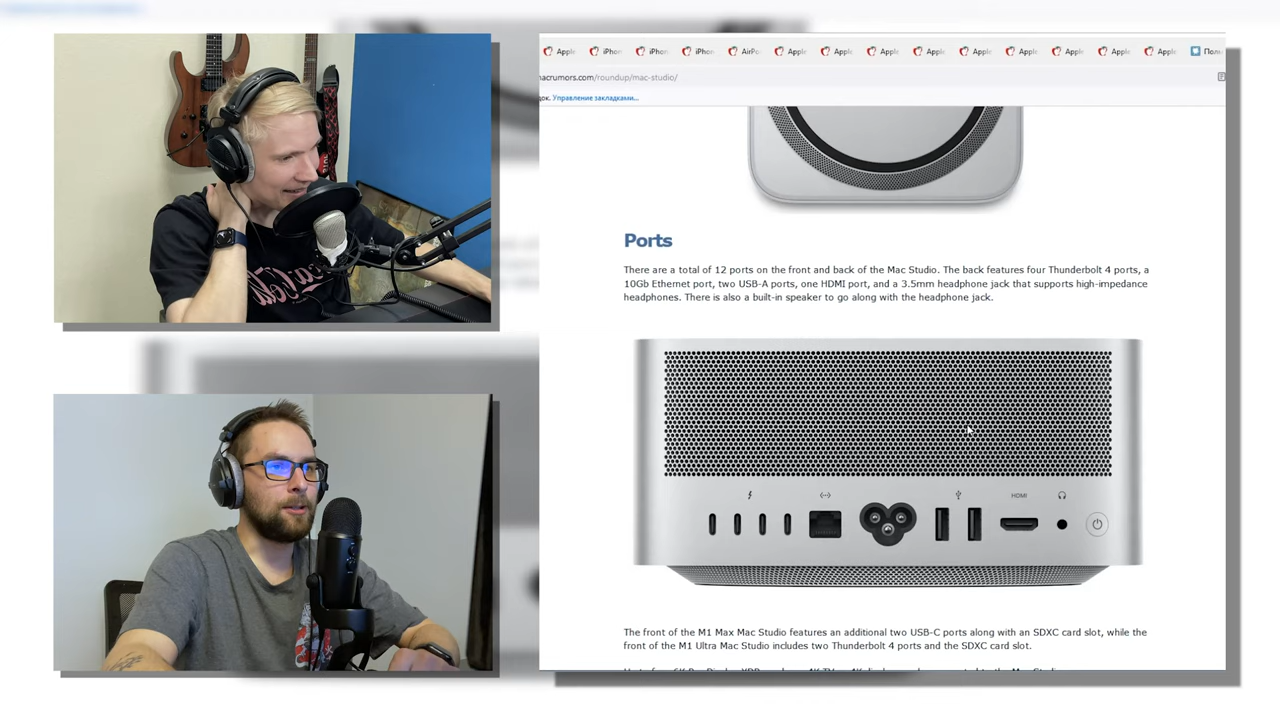 Apple
iPhon
iPhon
iPhon
AirPo
Apple
Apple
Apple
Apple
Apple
Apple
Apple
Apple
Apple
Полу
macrumors.com/roundup/mac-studio/
док. Управление закладками…
Ports
There are a total of 12 ports on the front and back of the Mac Studio. The back features four Thunderbolt 4 ports, a
10Gb Ethernet port, two USB-A ports, one HDMI port, and a 3.5mm headphone jack that supports high-impedance
headphones. There is also a built-in speaker to go along with the headphone jack.
HDMI
The front of the M1 Max Mac Studio features an additional two USB-C ports along with an SDXC card slot, while the
front of the M1 Ultra Mac Studio includes two Thunderbolt 4 ports and the SDXC card slot.